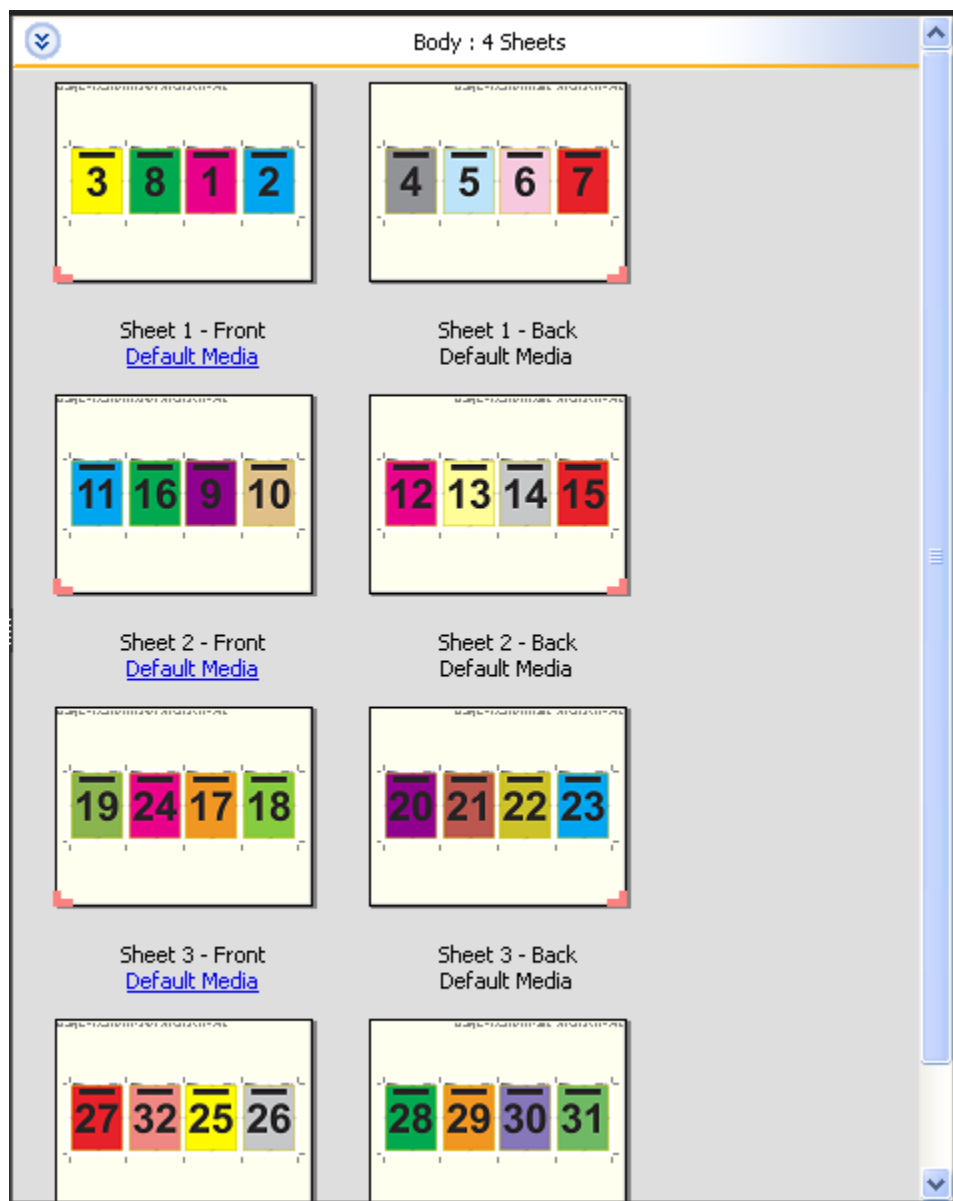 Body : 4 Sheets
3 8 1 2
4 5 6 7
Sheet 1 - Front
Default Media
Sheet 1 - Back
Default Media
11 16 9 10
12 13 14 15
Sheet 2 - Front
Default Media
Sheet 2 - Back
Default Media
19 24 17 18
20 21 22 23
Sheet 3 - Front
Default Media
Sheet 3 - Back
Default Media
27 32 25 26
28 29 30 31